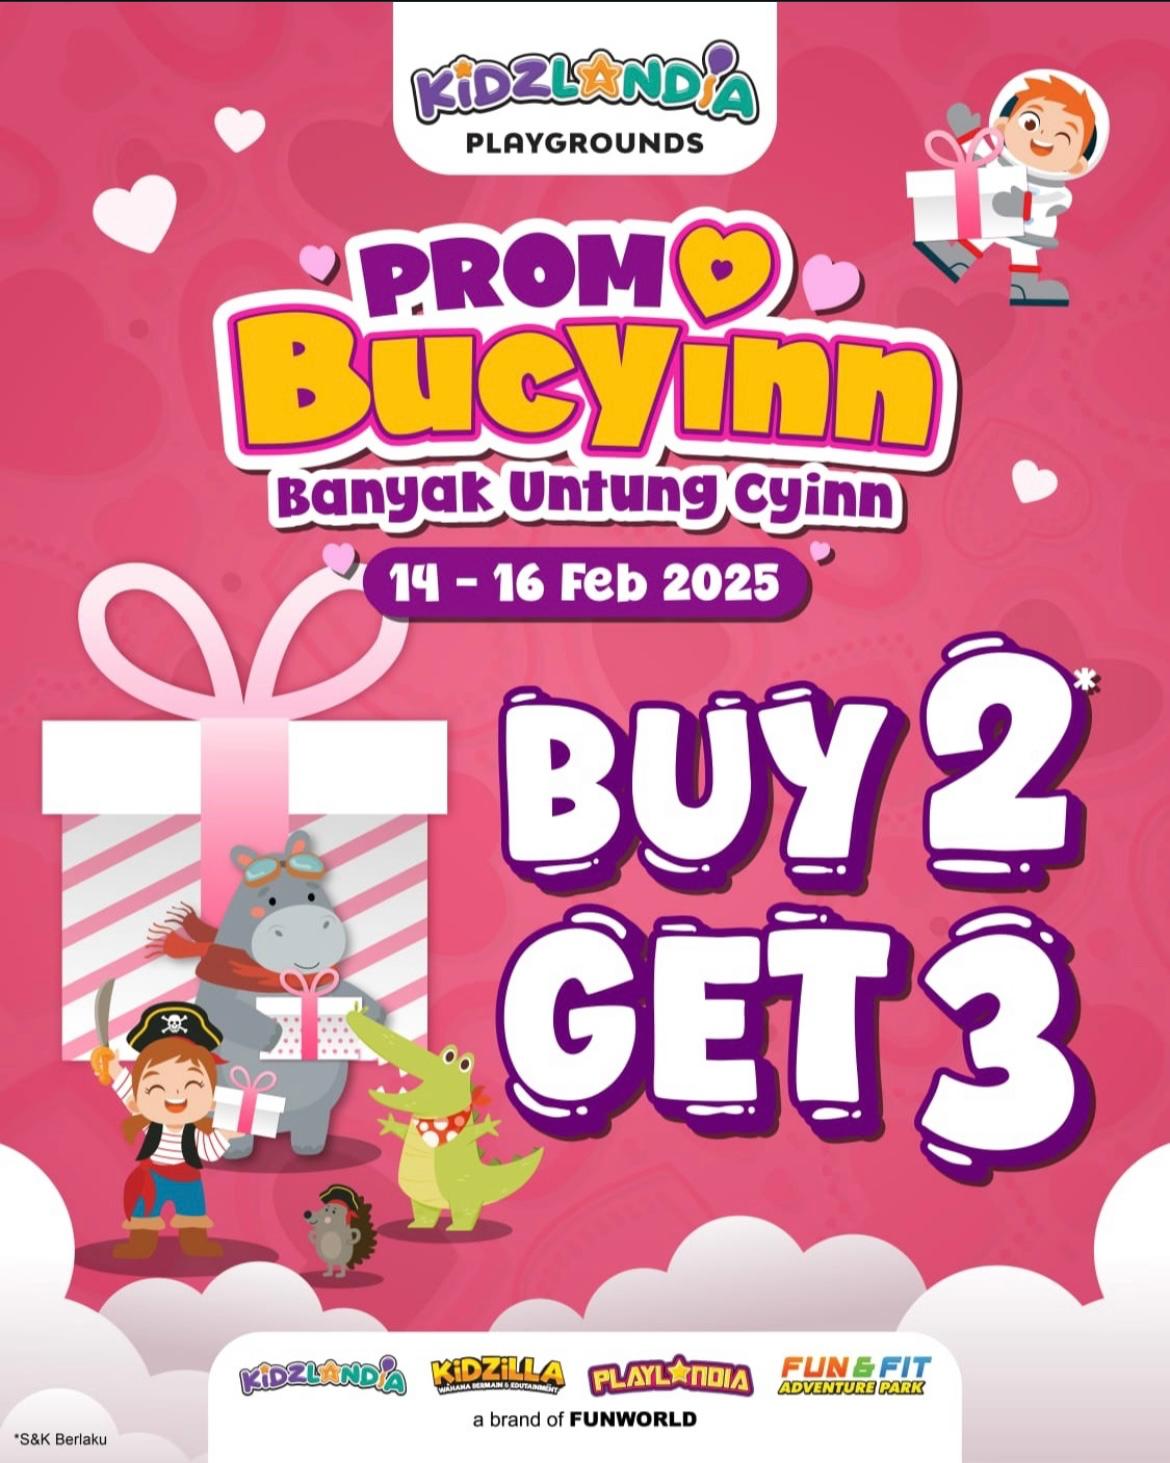 KIDZLANDIA
PLAYGROUNDS
PROMO
Bucyinn
Banyak Untung Cyinn
14 - 16 Feb 2025
BUY 2*
GET 3
KIDZLANDIA KIDZILLA PLAYLANDIA FUN & FIT
WAHANA BERMAIN & EDUTAINMENT ADVENTURE PARK
a brand of FUNWORLD
*S&K Berlaku